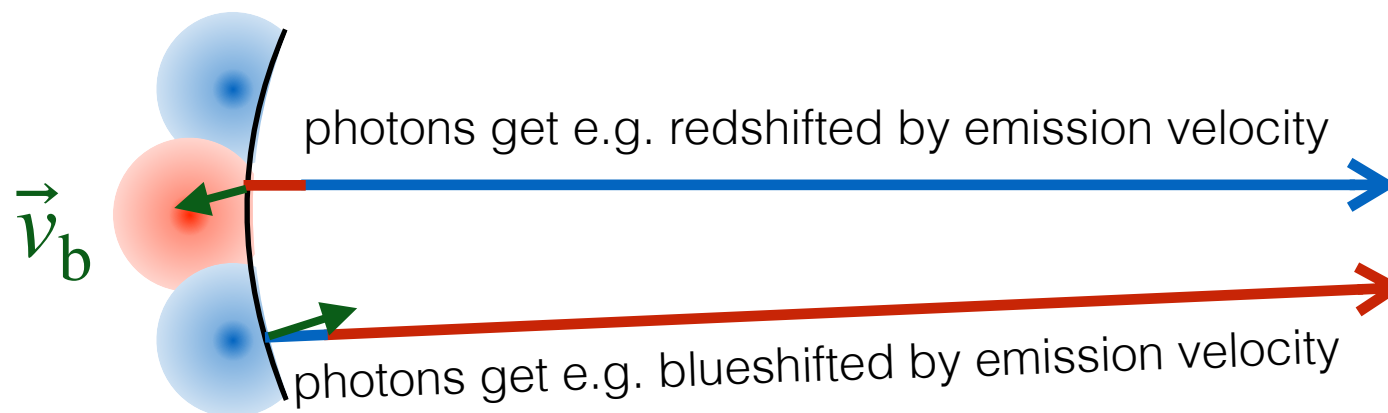 photons get e.g. redshifted by emission velocity
v⃗b
photons get e.g. blueshifted by emission velocity